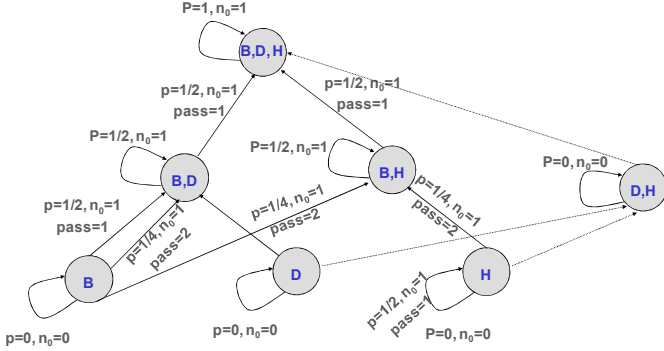 P=1, n₀=1
B,D, H
p=1/2, n₀=1
pass=1
p=1/2, n₀=1
pass=1
P=1/2, n₀=1
B,D
P=1/2, n₀=1
B,H
P=0, n₀=0
D,H
p=1/2, n₀=1
pass=1
p=1/4, n₀=1
pass=2
p=1/4, n₀=1
pass=2
p=1/4, n₀=1
pass=2
B
D
H
p=1/2, n₀=1
pass=1
p=0, n₀=0
p=0, n₀=0
P=0, n₀=0